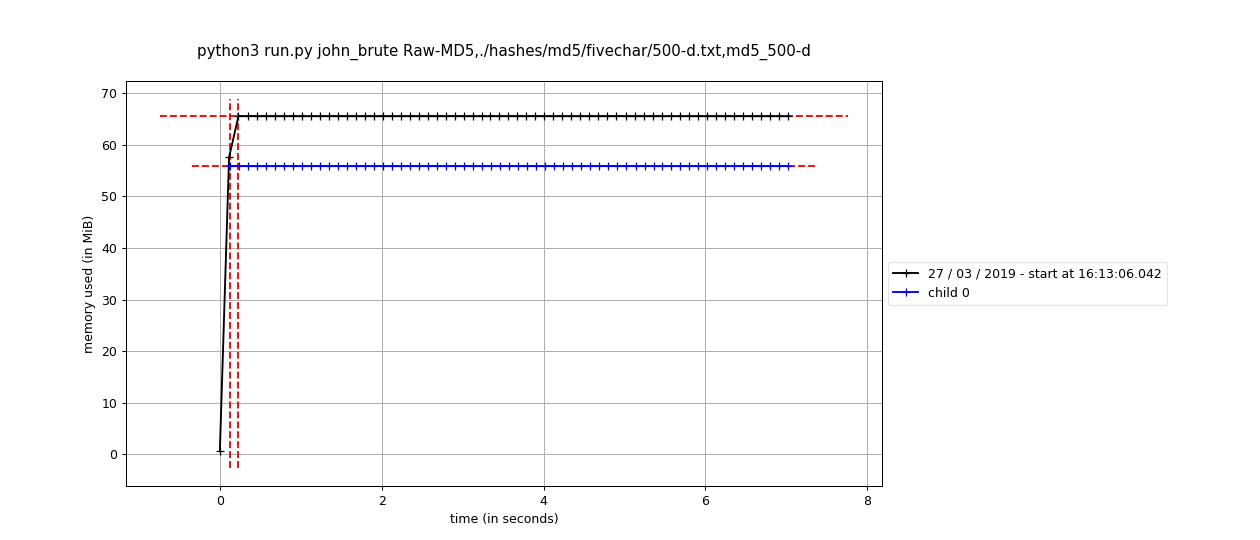 python3 run.py john_brute Raw-MD5,./hashes/md5/fivechar/500-d.txt,md5_500-d
70
60
50
40
30
20
10
0
memory used (in MiB)
0 2 4 6 8
time (in seconds)
27 / 03 / 2019 - start at 16:13:06.042
child 0